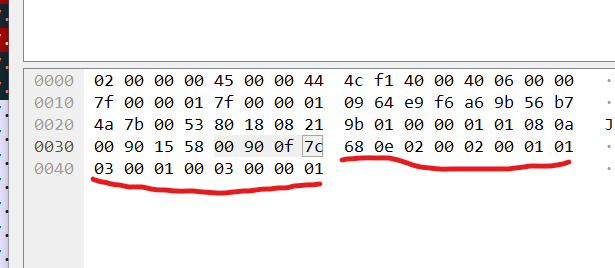 0000 02 00 00 00 45 00 00 44 4c f1 40 00 40 06 00 00 · ·
0010 7f 00 00 01 7f 00 00 01 09 64 e9 f6 a6 9b 56 b7 ·
0020 4a 7b 00 53 80 18 08 21 9b 01 00 00 01 01 08 0a J
0030 00 90 15 58 00 90 0f 7c 68 0e 02 00 02 00 01 01 ·
0040 03 00 01 00 03 00 00 01 ·